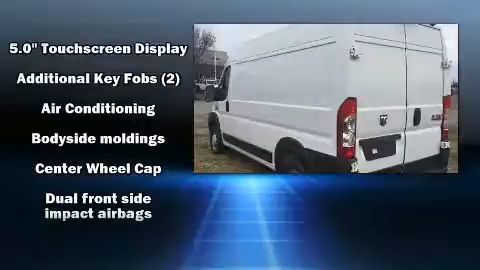 5.0" Touchscreen Display
Additional Key Fobs (2)
Air Conditioning
Bodyside moldings
Center Wheel Cap
Dual front side
impact airbags